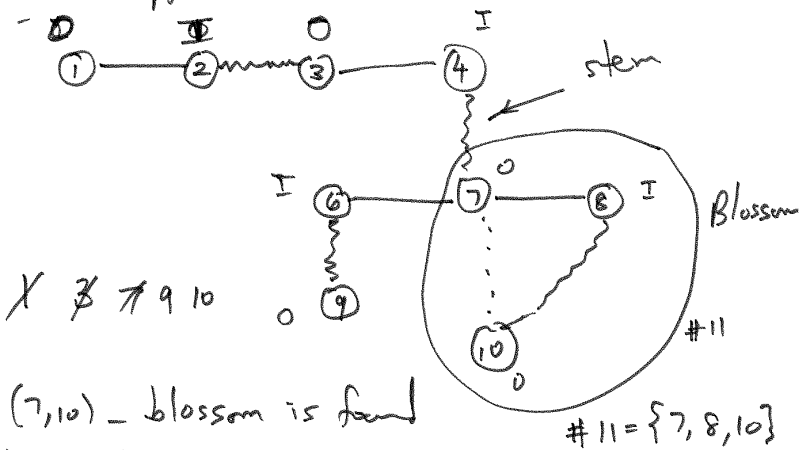 O I O I
1 2 3 4
stem
I 6 7 O 8 I
Blossom
X 3 7 9 10
O 9
10 O
#11
(7,10) - blossom is found
#11 = {7, 8, 10}